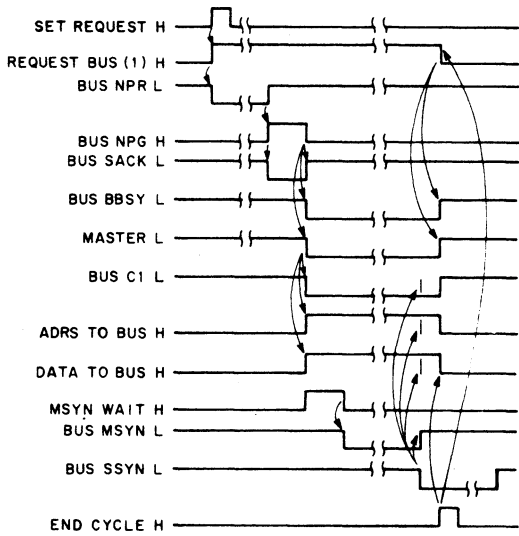 SET REQUEST H
REQUEST BUS (1) H
BUS NPR L
BUS NPG H
BUS SACK L
BUS BBSY L
MASTER L
BUS C1 L
ADRS TO BUS H
DATA TO BUS H
MSYN WAIT H
BUS MSYN L
BUS SSYN L
END CYCLE H